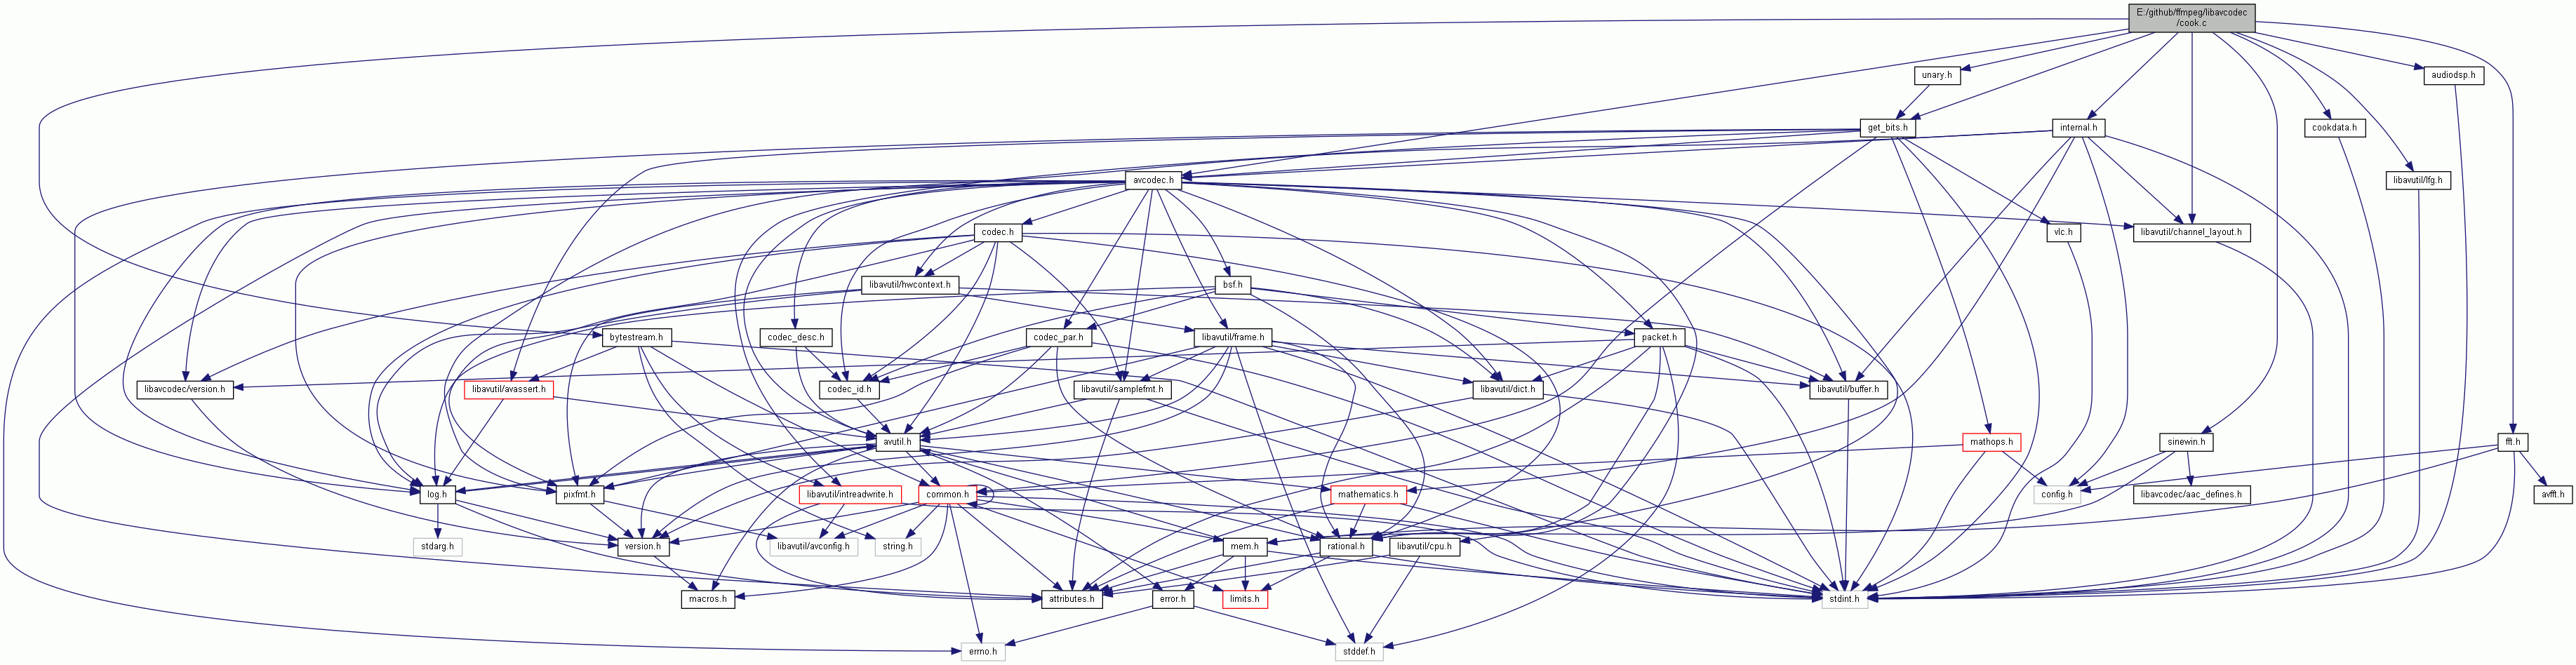 E:/github/ffmpeg/libavcodec
/cook.c
unary.h
audiodsp.h
get_bits.h
internal.h
cookdata.h
avcodec.h
libavutil/lfg.h
codec.h
vlc.h
libavutil/channel_layout.h
libavutil/hwcontext.h
bsf.h
bytestream.h
codec_desc.h
codec_par.h
libavutil/frame.h
packet.h
libavcodec/version.h
libavutil/avassert.h
codec_id.h
libavutil/samplefmt.h
libavutil/dict.h
libavutil/buffer.h
avutil.h
mathops.h
sinewin.h
fft.h
log.h
pixfmt.h
libavutil/intreadwrite.h
common.h
mathematics.h
config.h
libavcodec/aac_defines.h
avfft.h
stdarg.h
version.h
libavutil/avconfig.h
string.h
mem.h
rational.h
libavutil/cpu.h
macros.h
attributes.h
error.h
limits.h
stdint.h
errno.h
stddef.h